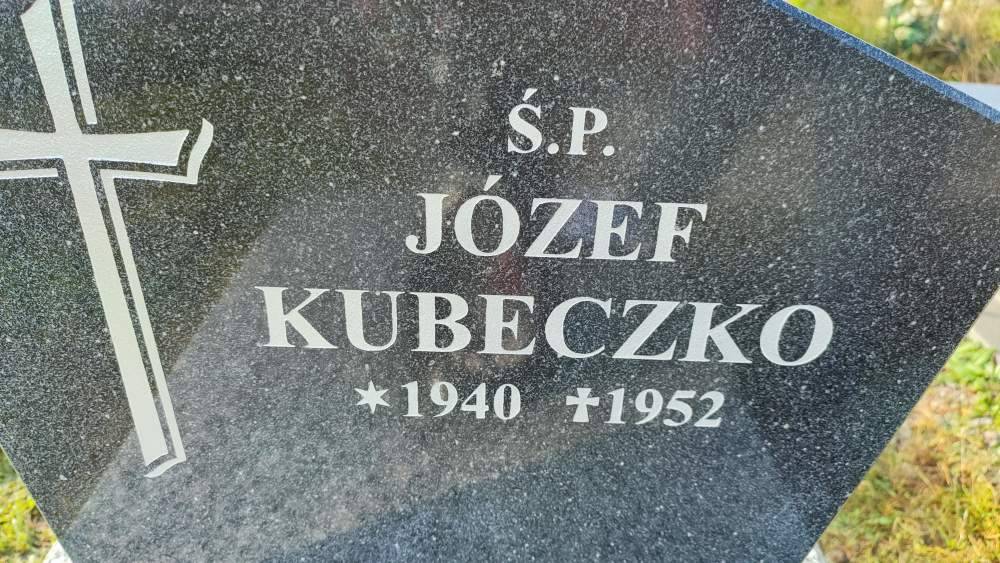 Ś.P.
JÓZEF
KUBECZKO
✶1940 ✝1952